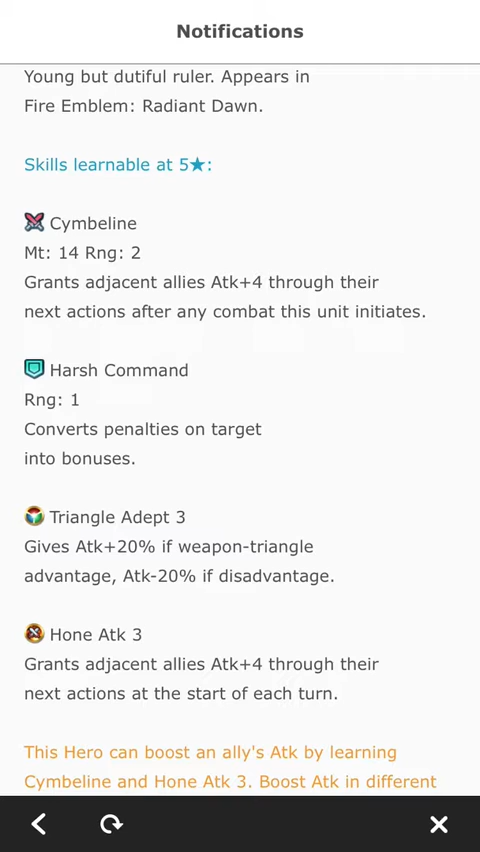 Notifications
Young but dutiful ruler. Appears in
Fire Emblem: Radiant Dawn.
Skills learnable at 5★:
Cymbeline
Mt: 14 Rng: 2
Grants adjacent allies Atk+4 through their
next actions after any combat this unit initiates.
Harsh Command
Rng: 1
Converts penalties on target
into bonuses.
Triangle Adept 3
Gives Atk+20% if weapon-triangle
advantage, Atk-20% if disadvantage.
Hone Atk 3
Grants adjacent allies Atk+4 through their
next actions at the start of each turn.
This Hero can boost an ally's Atk by learning
Cymbeline and Hone Atk 3. Boost Atk in different